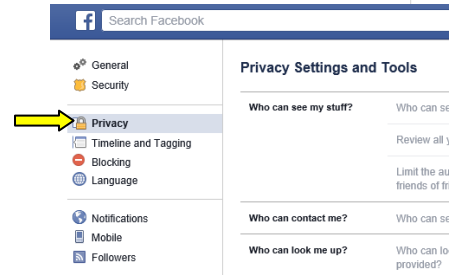 f Search Facebook
General
Security
Privacy
Timeline and Tagging
Blocking
Language
Notifications
Mobile
Followers
Privacy Settings and Tools
Who can see my stuff? Who can se
Review all
Limit the au
friends of fri
Who can contact me? Who can se
Who can look me up? Who can loo
provided?